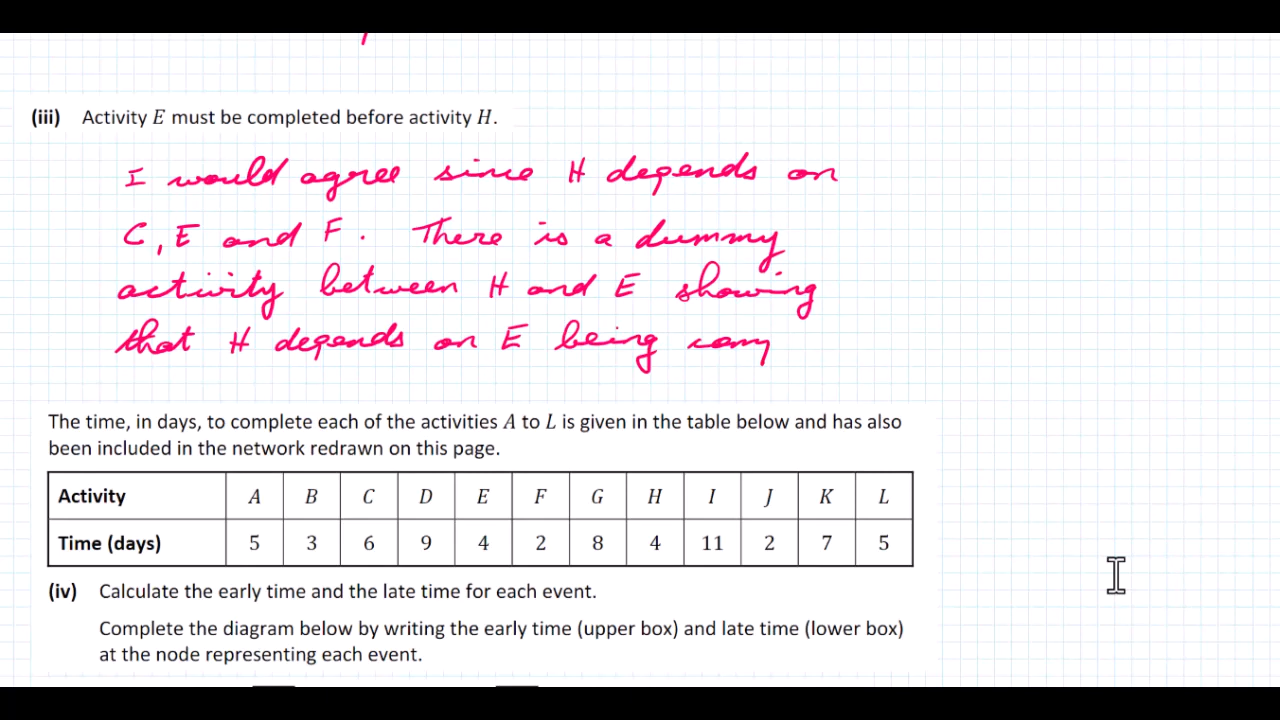 (iii) Activity E must be completed before activity H.
I would agree since H depends on
C, E and F. There is a dummy
activity between H and E showing
that H depends on E being
The time, in days, to complete each of the activities A to L is given in the table below and has also
been included in the network redrawn on this page.
Activity A B C D E F G H I J K L
Time (days) 5 3 6 9 4 2 8 4 11 2 7 5
(iv) Calculate the early time and the late time for each event.
Complete the diagram below by writing the early time (upper box) and late time (lower box)
at the node representing each event.